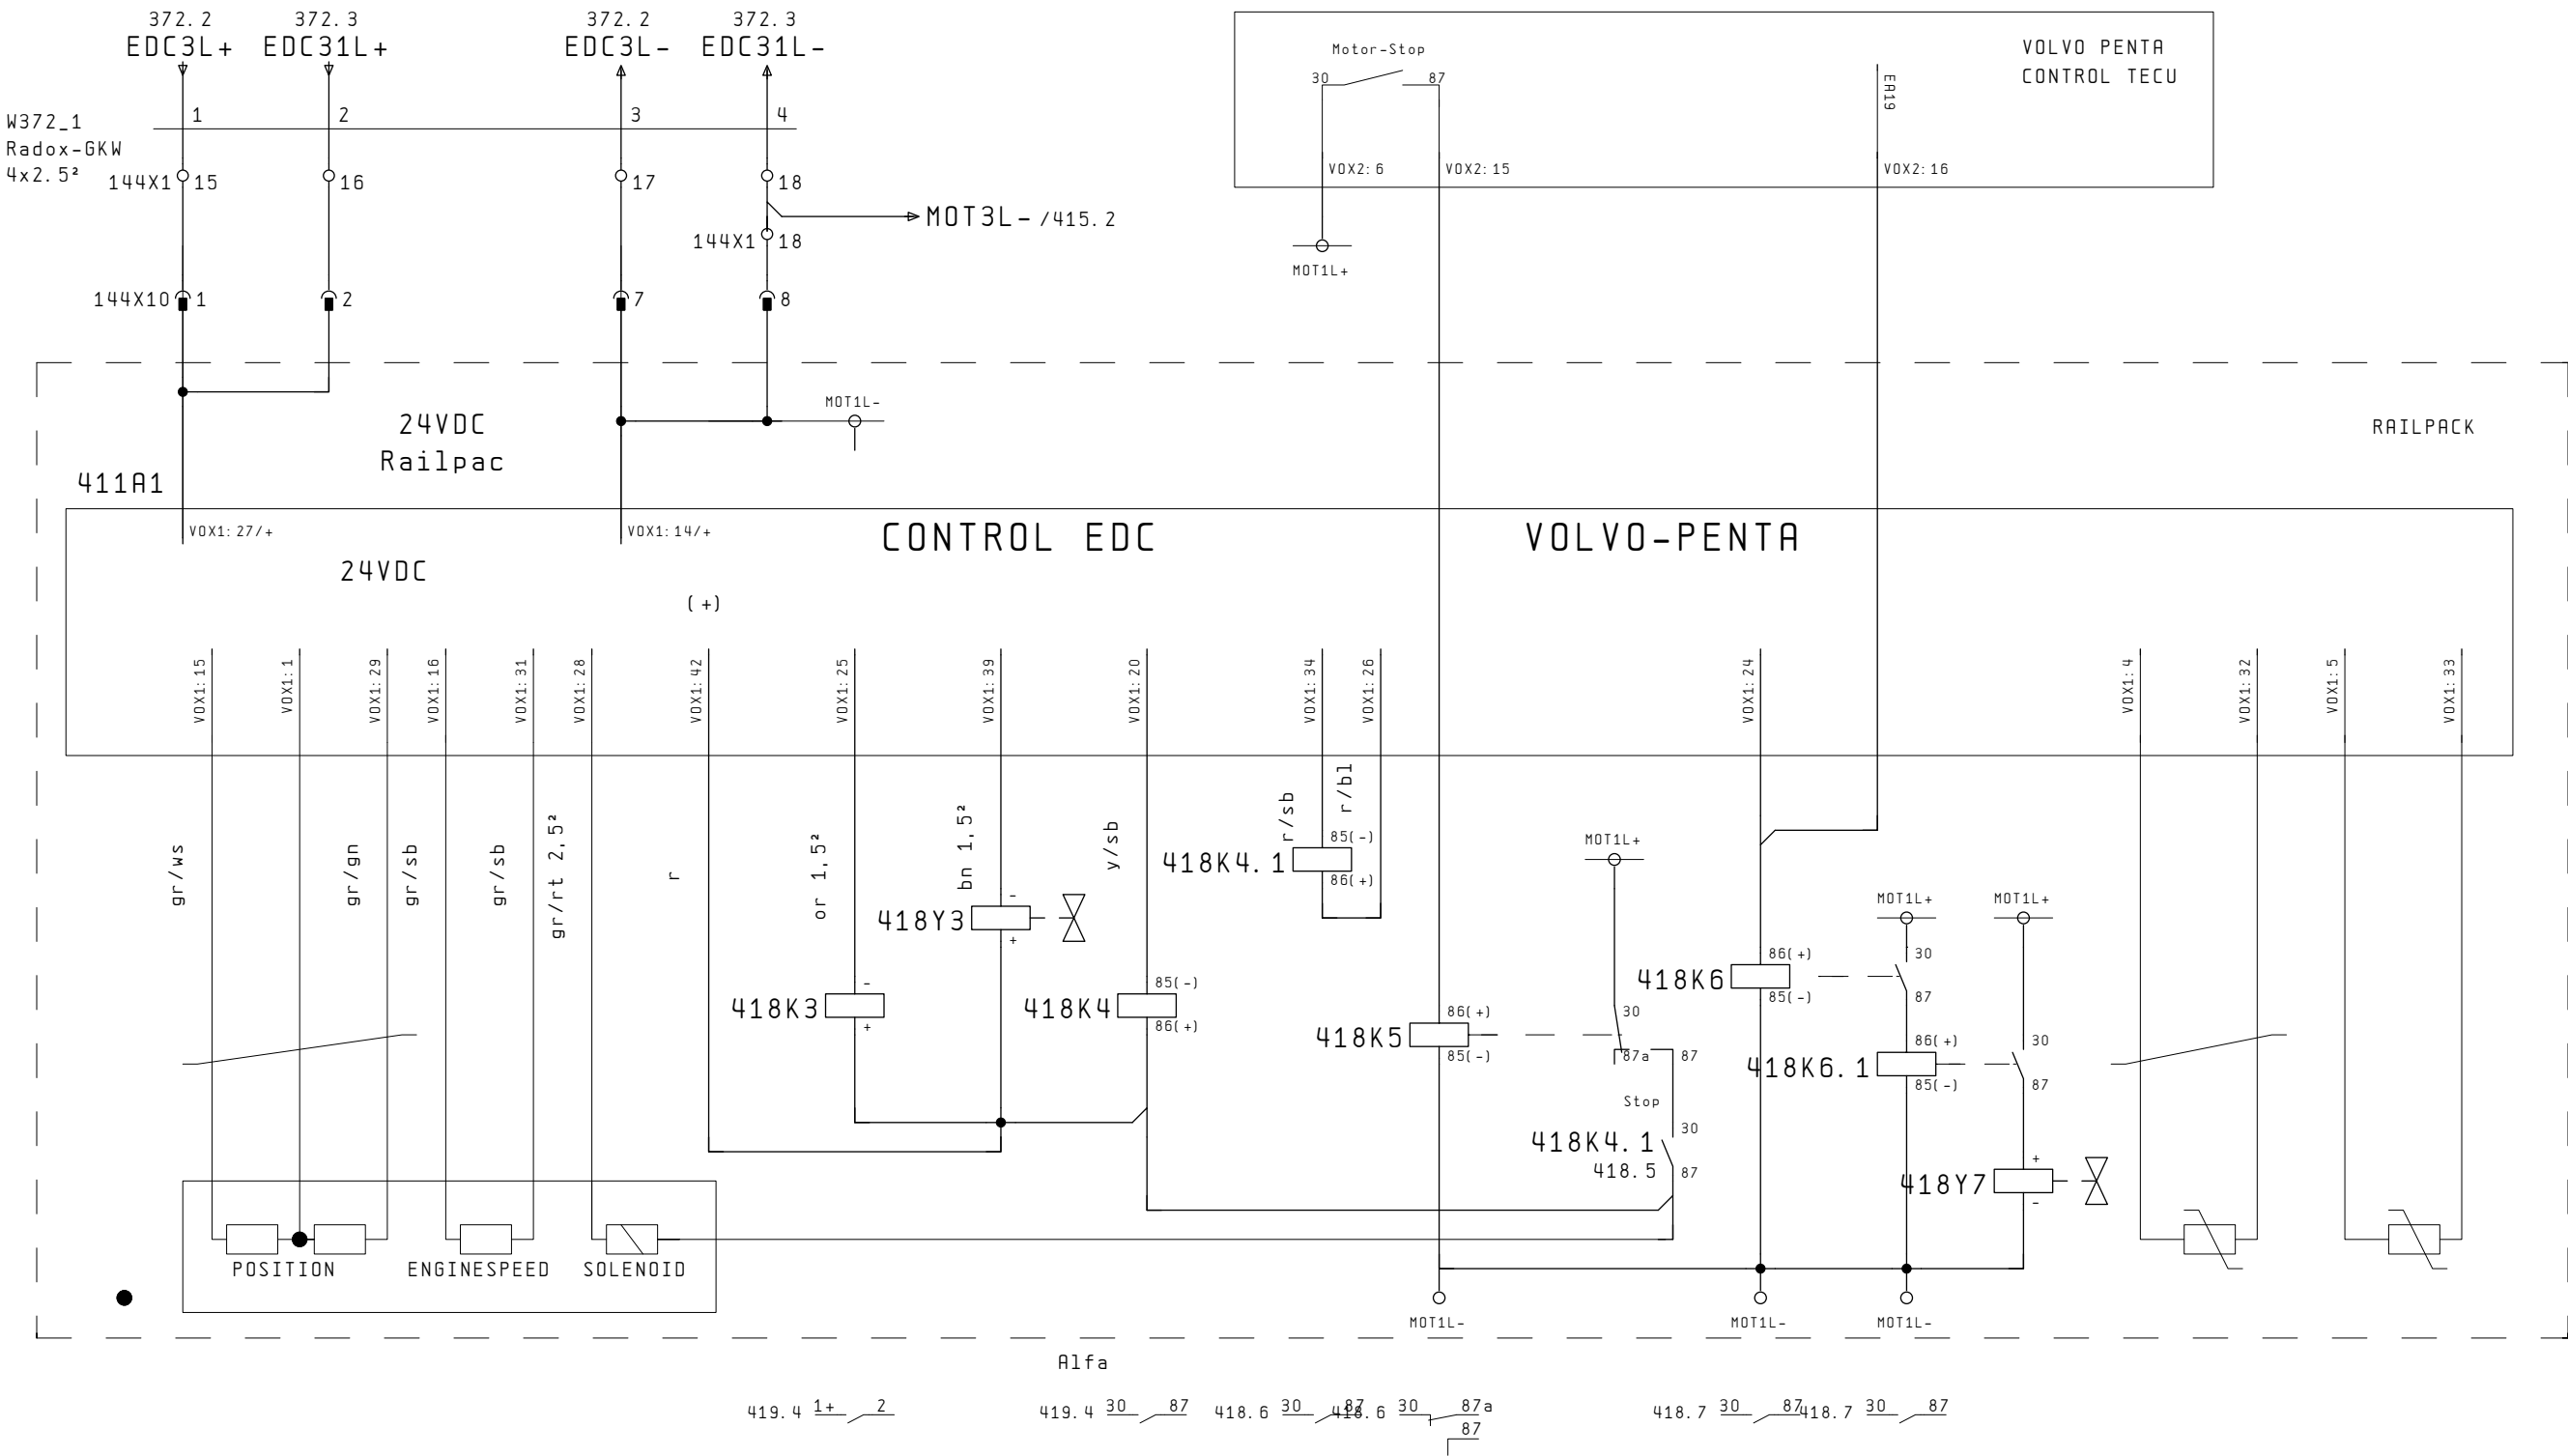 372.2 372.3 372.2 372.3
EDC3L+ EDC31L+ EDC3L- EDC31L-
Motor-Stop
30 87
EA19
VOLVO PENTA
CONTROL TECU
W372_1
Radox-GKW
4x2.5²
1 2 3 4
144X1 15 16 17 18
VOX2:6 VOX2:15 VOX2:16
MOT3L- /415.2
144X1 18
MOT1L+
144X10 1 2 7 8
MOT1L-
24VDC
Railpac
RAILPACK
411A1
VOX1:27/+ VOX1:14/+
CONTROL EDC VOLVO-PENTA
24VDC
(+)
VOX1:15 VOX1:1 VOX1:29 VOX1:16 VOX1:31 VOX1:28 VOX1:42 VOX1:25 VOX1:39 VOX1:20 VOX1:34 VOX1:26 VOX1:24 VOX1:4 VOX1:32 VOX1:5 VOX1:33
gr/ws gr/gn gr/sb gr/sb gr/rt 2,5² r or 1,5² bn 1,5² y/sb r/sb r/bl
418K4.1 85(-) 86(+)
MOT1L+
418Y3 - +
MOT1L+ MOT1L+
418K3 - +
418K4 85(-) 86(+)
418K5 86(+) 85(-)
30 87a 87
418K6 86(+) 85(-)
30 87
418K6.1 86(+) 85(-)
30 87
Stop
418K4.1 30
418.5 87
418Y7 + -
POSITION ENGINESPEED SOLENOID
MOT1L- MOT1L- MOT1L-
Alfa
419.4 1+ 2
419.4 30 87
418.6 30 87
418.6 30 87a
87
418.7 30 87
418.7 30 87